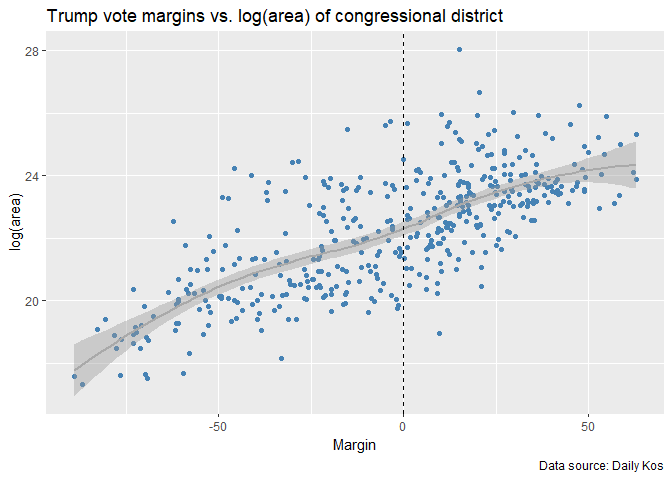 Trump vote margins vs. log(area) of congressional district
28
24
20
log(area)
-50
0
50
Margin
Data source: Daily Kos